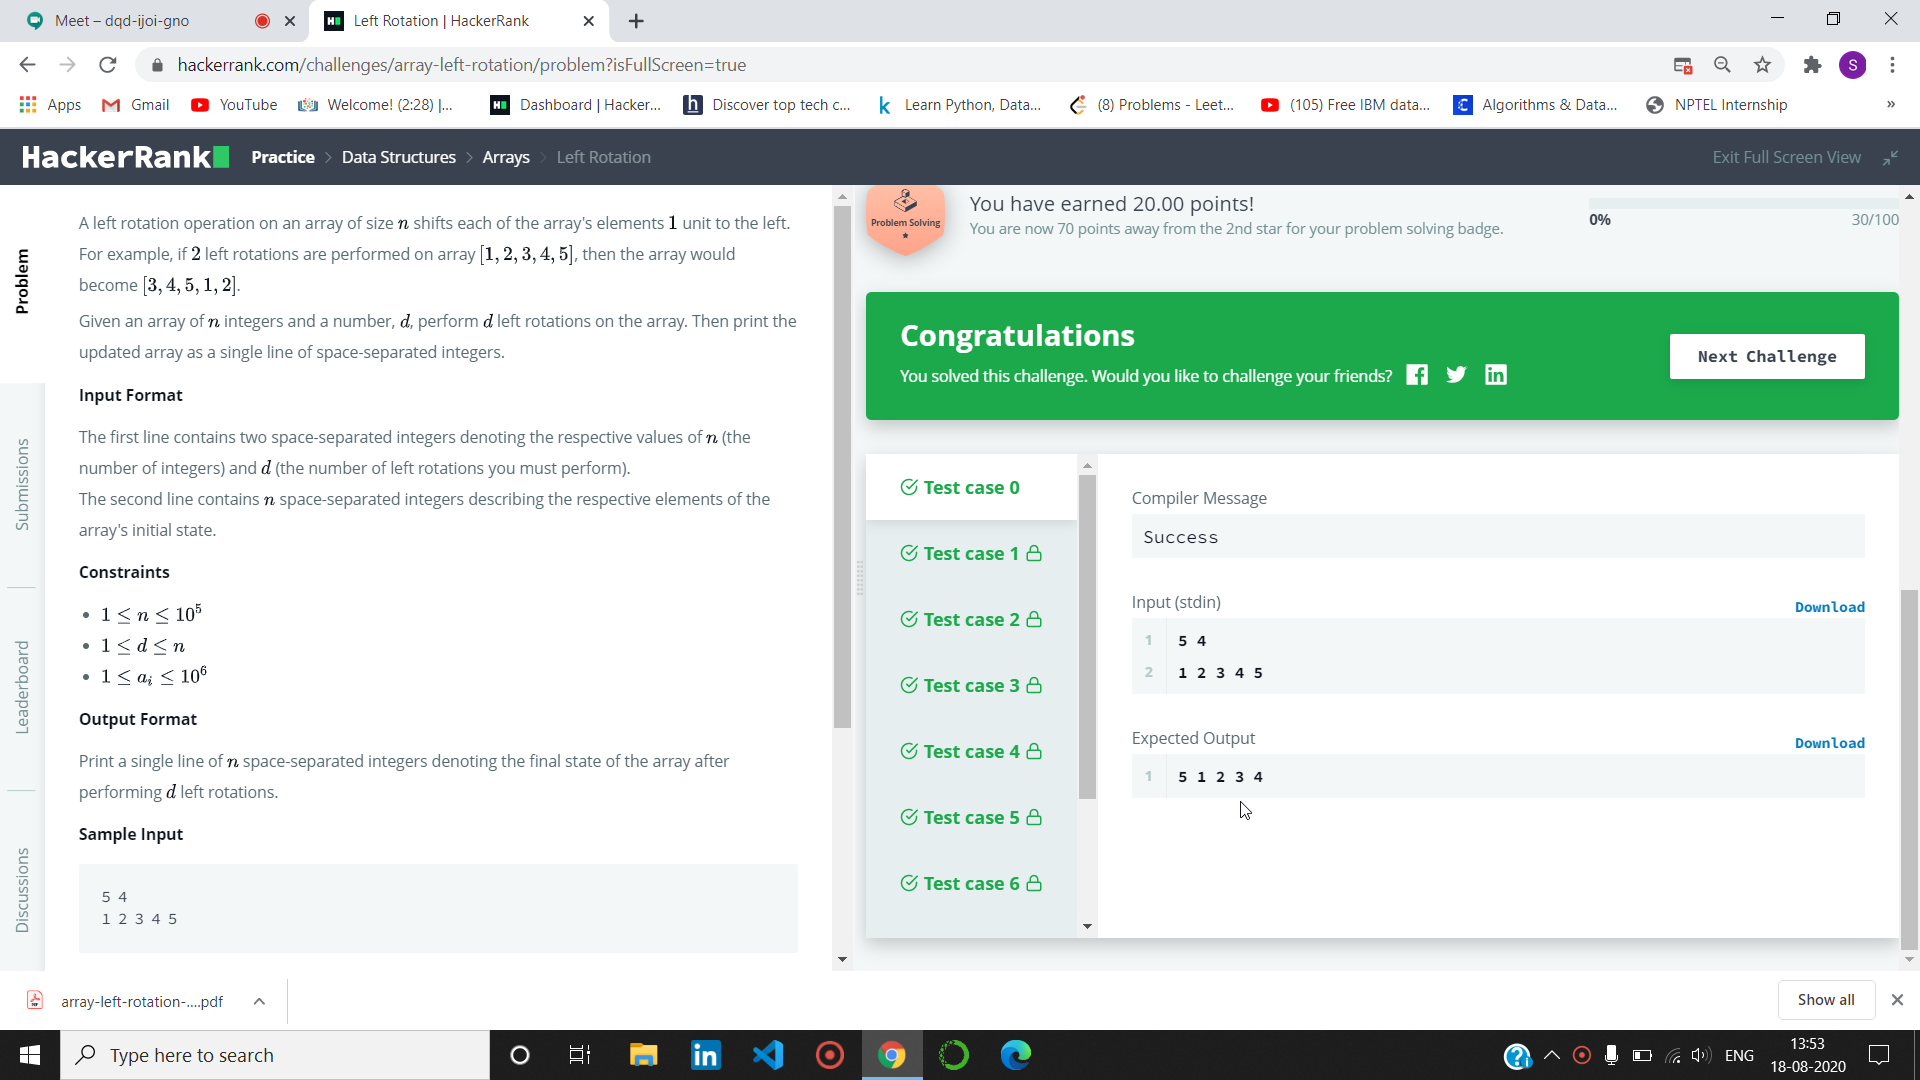 Meet – dqd-ijoi-gno
Left Rotation | HackerRank
hackerrank.com/challenges/array-left-rotation/problem?isFullScreen=true
S
Apps
Gmail
YouTube
Welcome! (2:28) |...
Dashboard | Hacker...
Discover top tech c...
Learn Python, Data...
(8) Problems - Leet...
(105) Free IBM data...
Algorithms & Data...
NPTEL Internship
»
HackerRank
Practice > Data Structures > Arrays > Left Rotation
Exit Full Screen View
Problem
Submissions
Leaderboard
Discussions
A left rotation operation on an array of size n shifts each of the array's elements 1 unit to the left.
For example, if 2 left rotations are performed on array [1, 2, 3, 4, 5], then the array would
become [3, 4, 5, 1, 2].
Given an array of n integers and a number, d, perform d left rotations on the array. Then print the
updated array as a single line of space-separated integers.
Input Format
The first line contains two space-separated integers denoting the respective values of n (the
number of integers) and d (the number of left rotations you must perform).
The second line contains n space-separated integers describing the respective elements of the
array's initial state.
Constraints
• 1 ≤ n ≤ 10⁵
• 1 ≤ d ≤ n
• 1 ≤ aᵢ ≤ 10⁶
Output Format
Print a single line of n space-separated integers denoting the final state of the array after
performing d left rotations.
Sample Input
5 4
1 2 3 4 5
Problem Solving
You have earned 20.00 points!
You are now 70 points away from the 2nd star for your problem solving badge.
0%
30/100
Congratulations
You solved this challenge. Would you like to challenge your friends?
Next Challenge
Test case 0
Test case 1
Test case 2
Test case 3
Test case 4
Test case 5
Test case 6
Compiler Message
Success
Input (stdin)
Download
1 5 4
2 1 2 3 4 5
Expected Output
Download
1 5 1 2 3 4
array-left-rotation-....pdf
Show all
Type here to search
ENG
13:53
18-08-2020